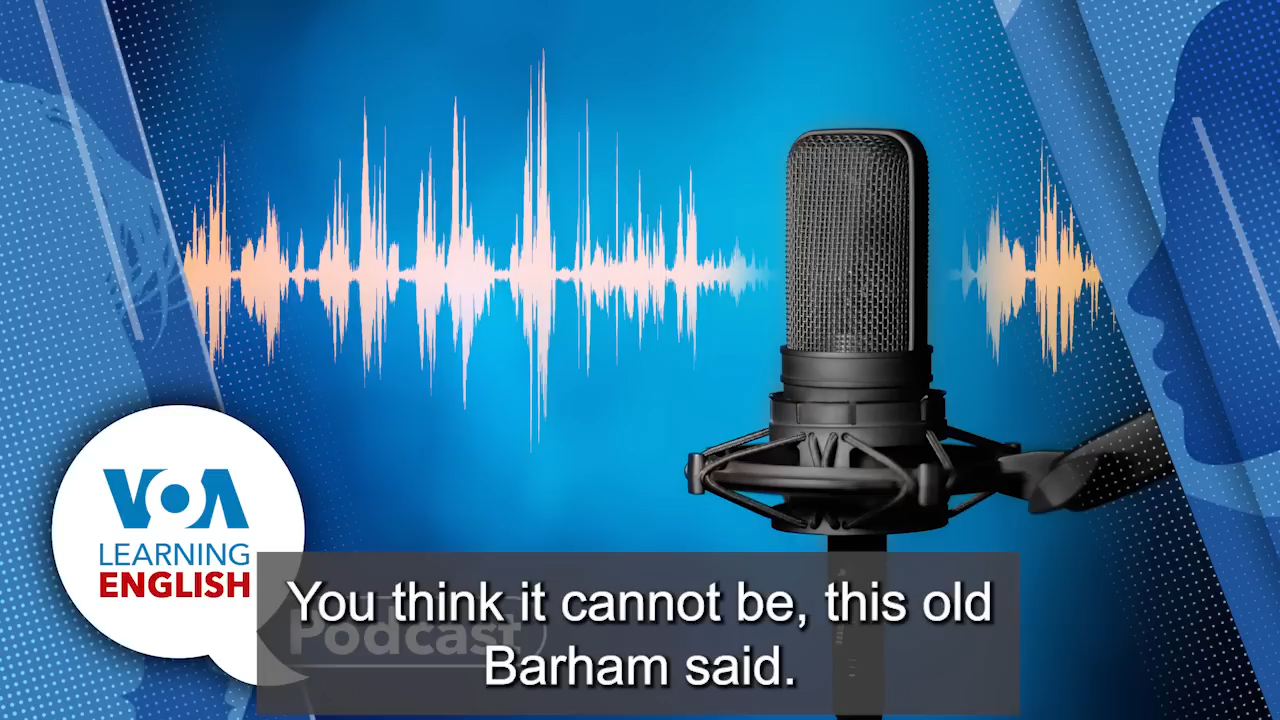 VOA
LEARNING
ENGLISH
Podcast
You think it cannot be, this old
Barham said.